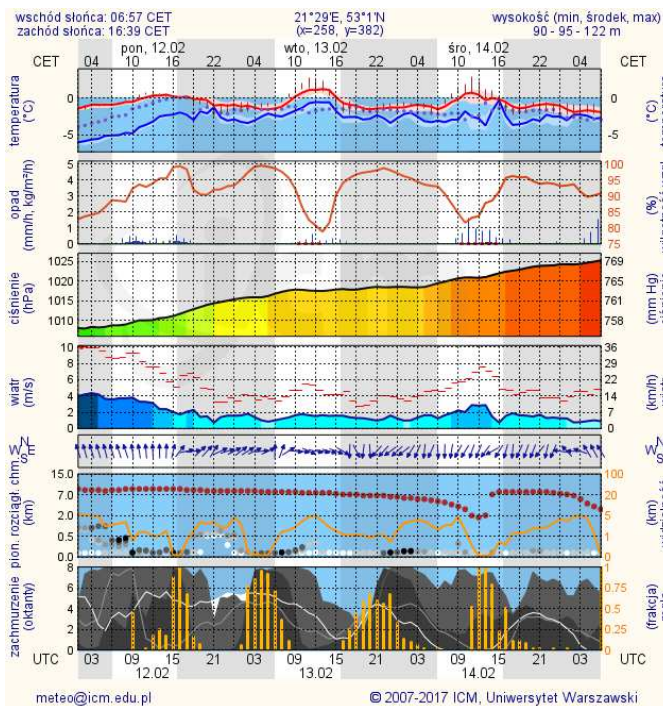 wschód słońca: 06:57 CET
zachód słońca: 16:39 CET
21°29'E, 53°1'N
(x=258, y=382)
wysokość (min, środek, max)
90 - 95 - 122 m
pon, 12.02
wto, 13.02
śro, 14.02
CET 04 10 16 22 04 10 16 22 04 10 16 22 04 CET
temperatura
(°C)
0
-5
0
-5
opad
(mm/h, kg/m²/h)
5
4
3
2
1
0
100
95
90
85
80
75
(%)
ciśnienie
(hPa)
1025
1020
1015
1010
769
765
761
758
(mm Hg)
wiatr
(m/s)
10
8
6
4
2
0
36
29
22
14
7
0
(km/h)
W N S E
W N S E
pion. rozciągł. chm
(km)
15.0
7.0
2.0
0.5
0.0
100
20
5
1
0
(km)
zachmurzenie
(oktanty)
8
6
4
2
0
1
0.75
0.5
0.25
0
(frakcja)
UTC 03 09 15 21 03 09 15 21 03 09 15 21 03 UTC
12.02
13.02
14.02
meteo@icm.edu.pl
© 2007-2017 ICM, Uniwersytet Warszawski